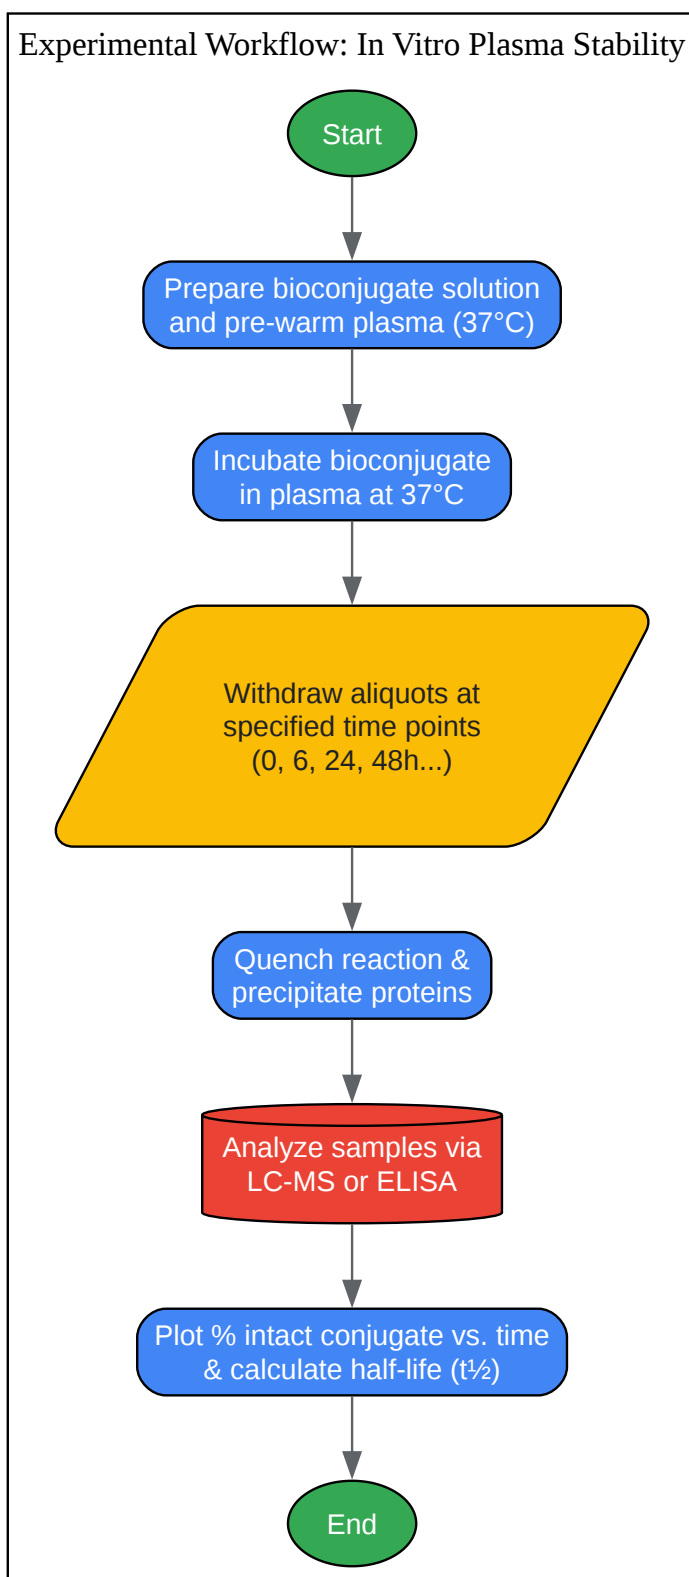 Experimental Workflow: In Vitro Plasma Stability
Start
Prepare bioconjugate solution
and pre-warm plasma (37°C)
Incubate bioconjugate
in plasma at 37°C
Withdraw aliquots at
specified time points
(0, 6, 24, 48h...)
Quench reaction &
precipitate proteins
Analyze samples via
LC-MS or ELISA
Plot % intact conjugate vs. time
& calculate half-life (t½)
End